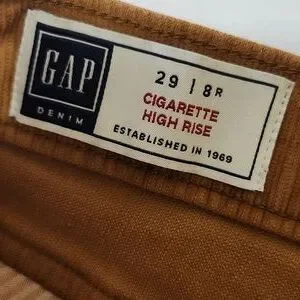 GAP
DENIM
29 | 8R
CIGARETTE
HIGH RISE
ESTABLISHED IN 1969